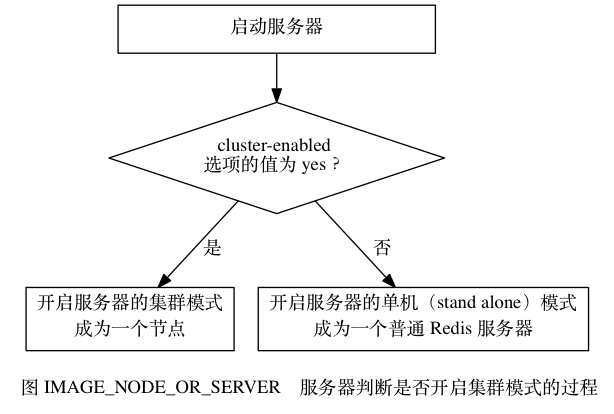 启动服务器
cluster-enabled
选项的值为 yes ?
是
否
开启服务器的集群模式
成为一个节点
开启服务器的单机（stand alone）模式
成为一个普通 Redis 服务器
图 IMAGE_NODE_OR_SERVER 服务器判断是否开启集群模式的过程